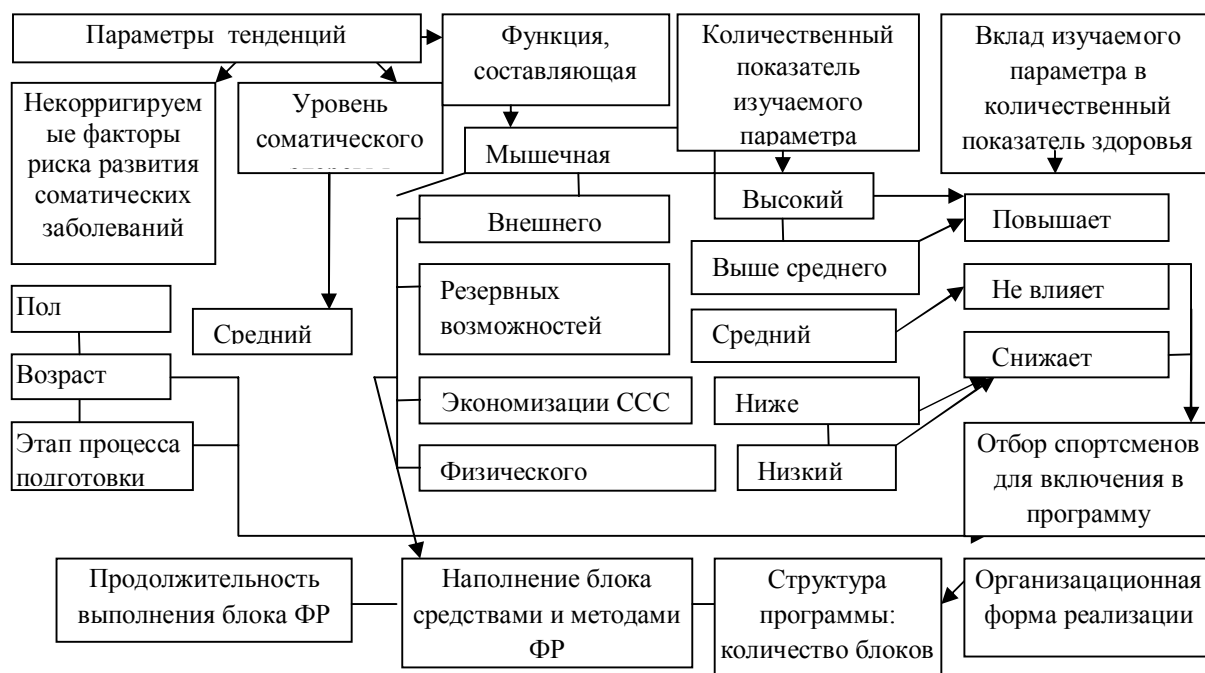 Параметры тенденций
Функция,
составляющая
Количественный
показатель
изучаемого
параметра
Вклад изучаемого
параметра в
количественный
показатель здоровья
Некорригируем
ые факторы
риска развития
соматических
заболеваний
Уровень
соматического
Мышечная
Высокий
Повышает
Внешнего
Выше среднего
Резервных
возможностей
Не влияет
Пол
Средний
Средний
Снижает
Возраст
Экономизации ССС
Ниже
Этап процесса
подготовки
Физического
Низкий
Отбор спортсменов
для включения в
программу
Продолжительность
выполнения блока ФР
Наполнение блока
средствами и методами
ФР
Структура
программы:
количество блоков
Организацационная
форма реализации